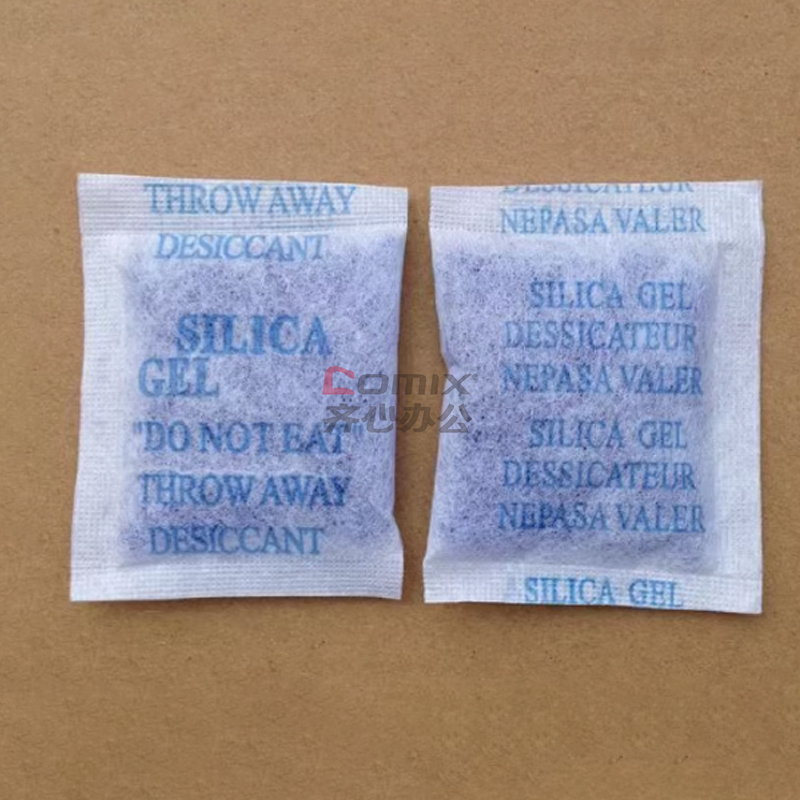 THROW AWAY
DESICCANT
SILICA
GEL
"DO NOT EAT"
THROW AWAY
DESICCANT
DESSICATEUR
NEPASA VALER
SILICA GEL
DESSICATEUR
NEPASA VALER
SILICA GEL
DESSICATEUR
NEPASA VALER
SILICA GEL
Comix
齐心办公